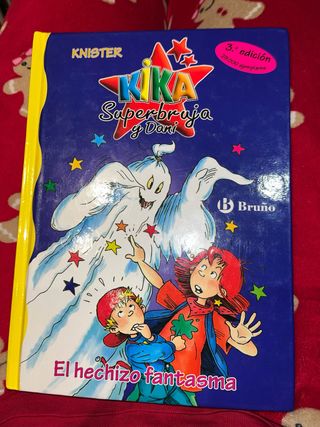 KNISTER
3.ª edición
KIKA
Superbruja
y Dani
Bruño
El hechizo fantasma